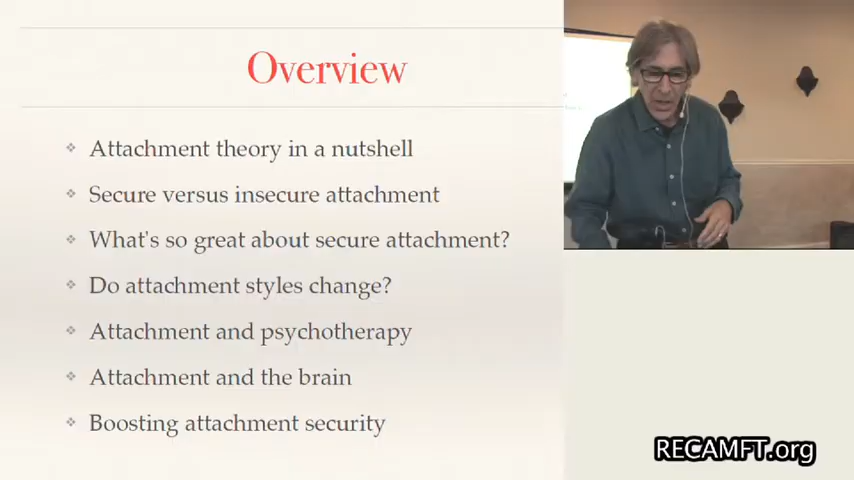 Overview
Attachment theory in a nutshell
Secure versus insecure attachment
What's so great about secure attachment?
Do attachment styles change?
Attachment and psychotherapy
Attachment and the brain
Boosting attachment security
RECAMFT.org